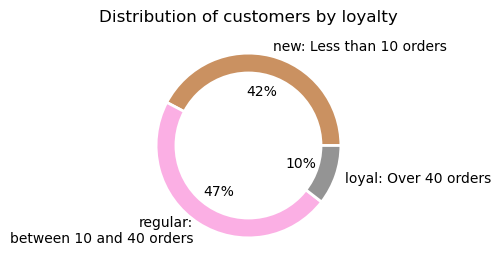 Distribution of customers by loyalty
new: Less than 10 orders
42%
10%
loyal: Over 40 orders
47%
regular:
between 10 and 40 orders